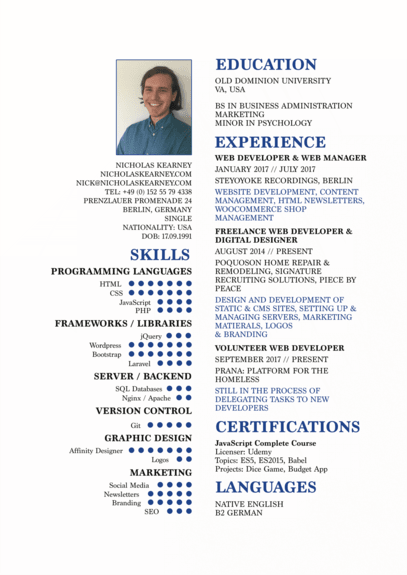 NICHOLAS KEARNEY
NICHOLASKEARNEY.COM
NICK@NICHOLASKEARNEY.COM
TEL: +49 (0) 152 55 79 4338
PRENZLAUER PROMENADE 24
BERLIN, GERMANY
SINGLE
NATIONALITY: USA
DOB: 17.09.1991
SKILLS
PROGRAMMING LANGUAGES
HTML
CSS
JavaScript
PHP
FRAMEWORKS / LIBRARIES
jQuery
Wordpress
Bootstrap
Laravel
SERVER / BACKEND
SQL Databases
Nginx / Apache
VERSION CONTROL
Git
GRAPHIC DESIGN
Affinity Designer
Logos
MARKETING
Social Media
Newsletters
Branding
SEO
EDUCATION
OLD DOMINION UNIVERSITY
VA, USA
BS IN BUSINESS ADMINISTRATION
MARKETING
MINOR IN PSYCHOLOGY
EXPERIENCE
WEB DEVELOPER & WEB MANAGER
JANUARY 2017 // JULY 2017
STEYOYOKE RECORDINGS, BERLIN
WEBSITE DEVELOPMENT, CONTENT
MANAGEMENT, HTML NEWSLETTERS,
WOOCOMMERCE SHOP
MANAGEMENT
FREELANCE WEB DEVELOPER &
DIGITAL DESIGNER
AUGUST 2014 // PRESENT
POQUOSON HOME REPAIR &
REMODELING, SIGNATURE
RECRUITING SOLUTIONS, PIECE BY
PEACE
DESIGN AND DEVELOPMENT OF
STATIC & CMS SITES, SETTING UP &
MANAGING SERVERS, MARKETING
MATIERALS, LOGOS
& BRANDING
VOLUNTEER WEB DEVELOPER
SEPTEMBER 2017 // PRESENT
PRANA: PLATFORM FOR THE
HOMELESS
STILL IN THE PROCESS OF
DELEGATING TASKS TO NEW
DEVELOPERS
CERTIFICATIONS
JavaScript Complete Course
Licenser: Udemy
Topics: ES5, ES2015, Babel
Projects: Dice Game, Budget App
LANGUAGES
NATIVE ENGLISH
B2 GERMAN